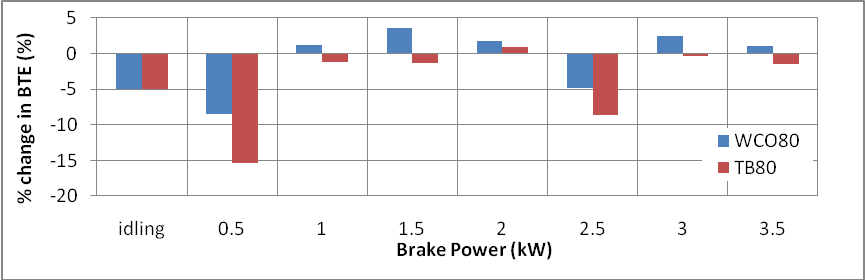 % change in BTE (%)
5
0
-5
-10
-15
-20
WCO80
TB80
idling 0.5 1 1.5 2 2.5 3 3.5
Brake Power (kW)